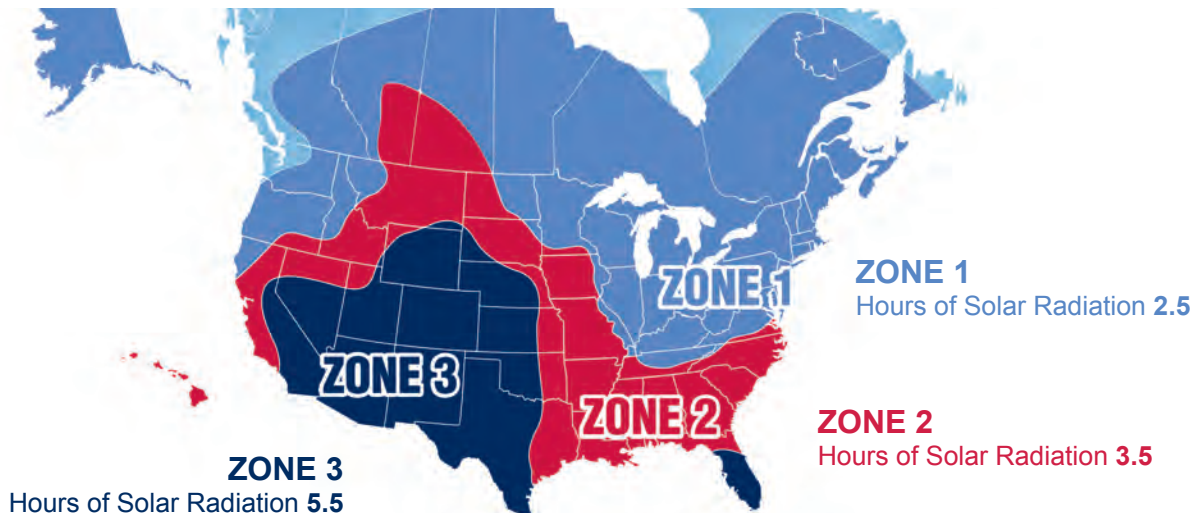 ZONE 1
ZONE 1
Hours of Solar Radiation 2.5
ZONE 3
ZONE 2
ZONE 2
Hours of Solar Radiation 3.5
ZONE 3
Hours of Solar Radiation 5.5